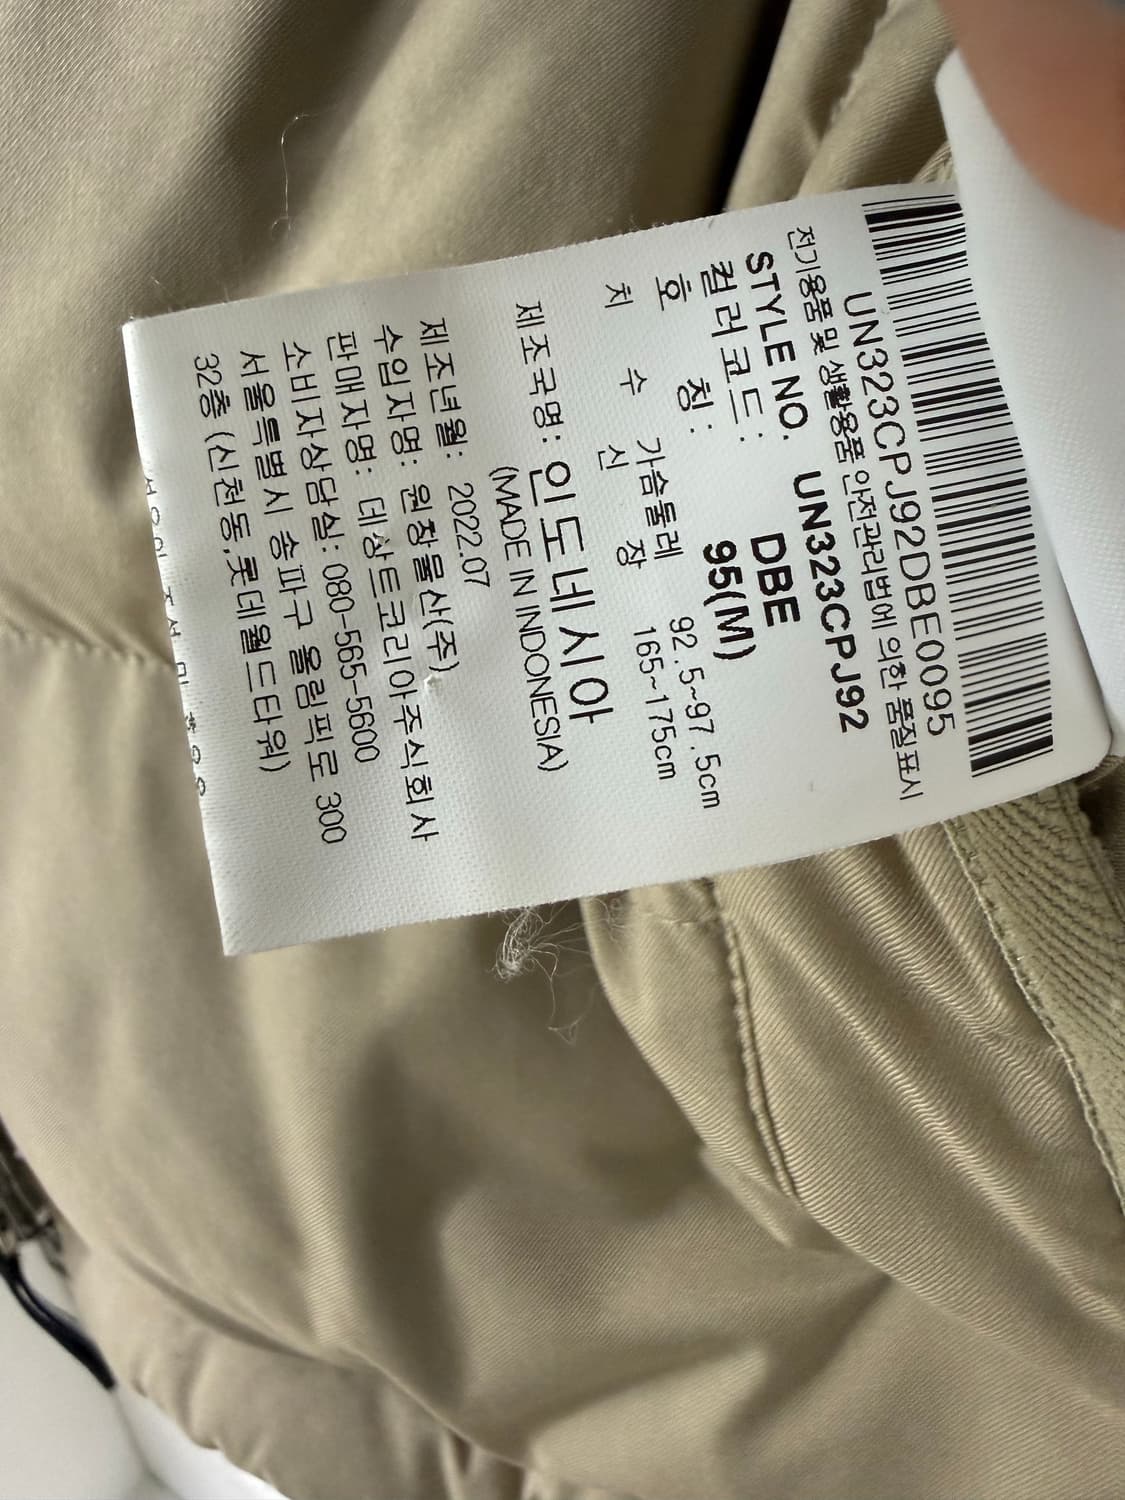 UN323CPJ92DBE0095
전기용품 및 생활용품 안전관리법에 의한 품질표시
STYLE NO. UN323CPJ92
컬러코드: DBE
호 칭: 95(M)
치 수 가슴둘레 92.5~97.5cm
신 장 165~175cm
제조국명: 인도네시아
(MADE IN INDONESIA)
제조년월: 2022.07
수입자명: 원창물산(주)
판매자명: 데상트코리아주식회사
소비자상담실: 080-565-5600
서울특별시 송파구 올림픽로 300
32층 (신천동,롯데월드타워)